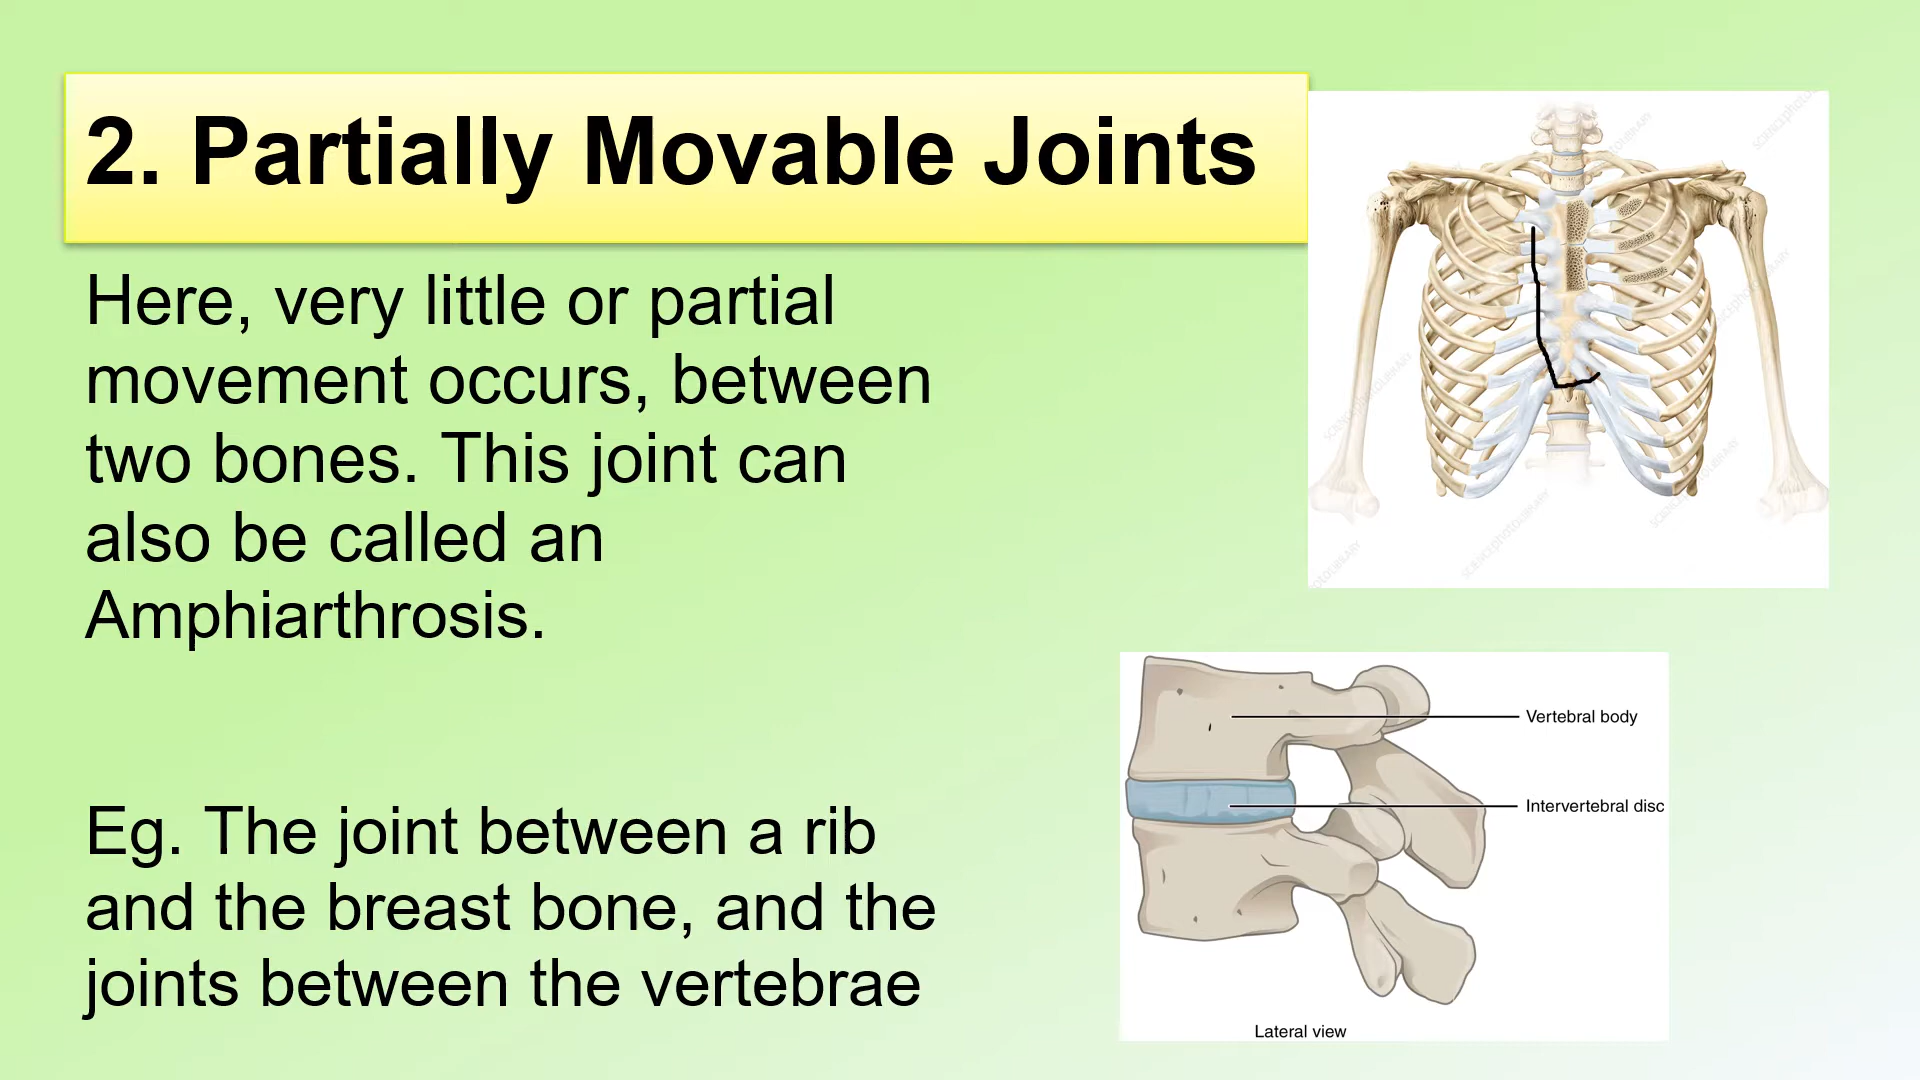 2. Partially Movable Joints
Here, very little or partial
movement occurs, between
two bones. This joint can
also be called an
Amphiarthrosis.
Eg. The joint between a rib
and the breast bone, and the
joints between the vertebrae
Vertebral body
Intervertebral disc
Lateral view